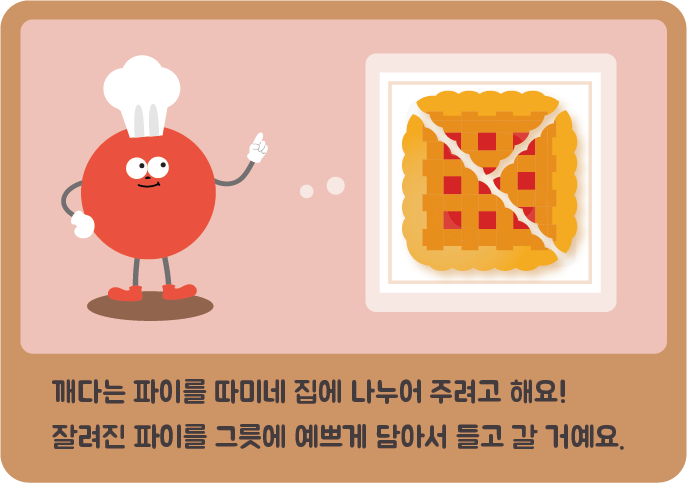 깨다는 파이를 따미네 집에 나누어 주려고 해요!
잘려진 파이를 그릇에 예쁘게 담아서 들고 갈 거예요.